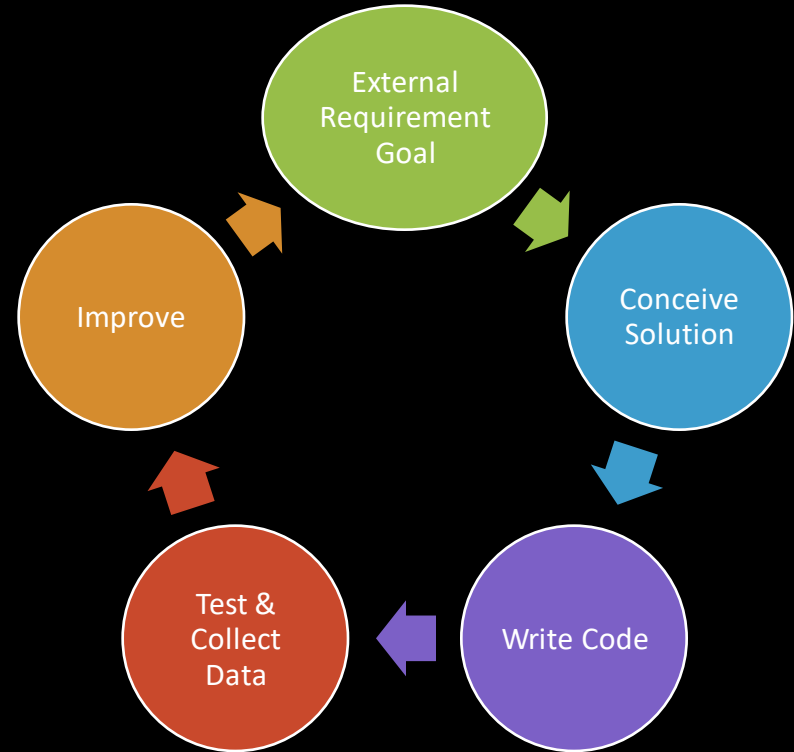 External
Requirement
Goal
Conceive
Solution
Write Code
Test &
Collect
Data
Improve